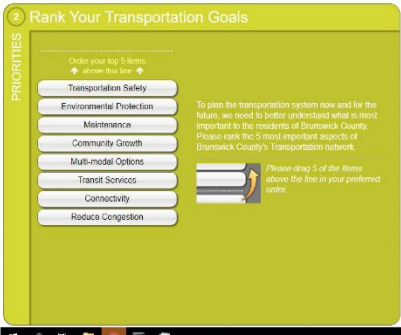 2 Rank Your Transportation Goals
PRIORITIES
Order your top 5 items
above this line
Transportation Safety
Environmental Protection
Maintenance
Community Growth
Multi-modal Options
Transit Services
Connectivity
Reduce Congestion
To plan the transportation system now and for the
future, we need to better understand what is most
important to the residents of Brunswick County.
Please rank the 5 most important aspects of
Brunswick County's Transportation network.
Please drag 5 of the items
above the line in your preferred
order.